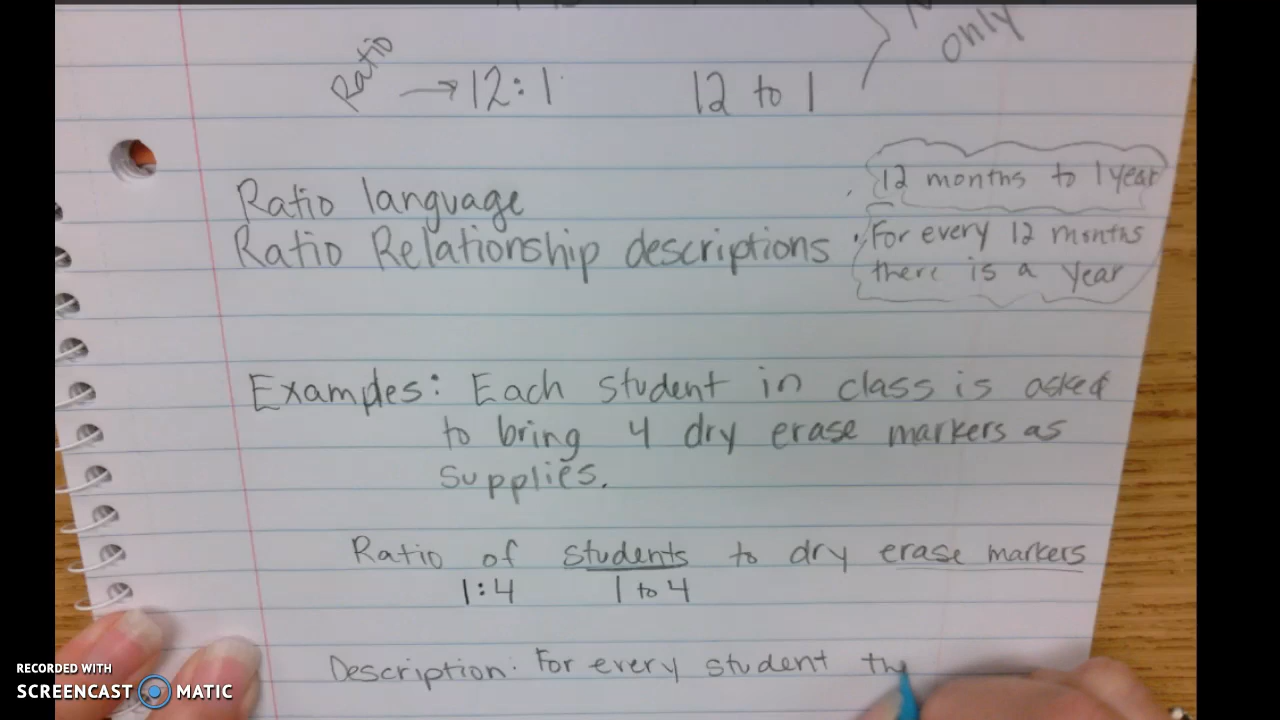 only
Ratio → 12:1 12 to 1
Ratio language
12 months to 1 year
Ratio Relationship descriptions
For every 12 months
there is a year
Examples: Each student in class is asked
to bring 4 dry erase markers as
supplies.
Ratio of students to dry erase markers
1:4 1 to 4
Description: For every student the
RECORDED WITH
SCREENCAST MATIC